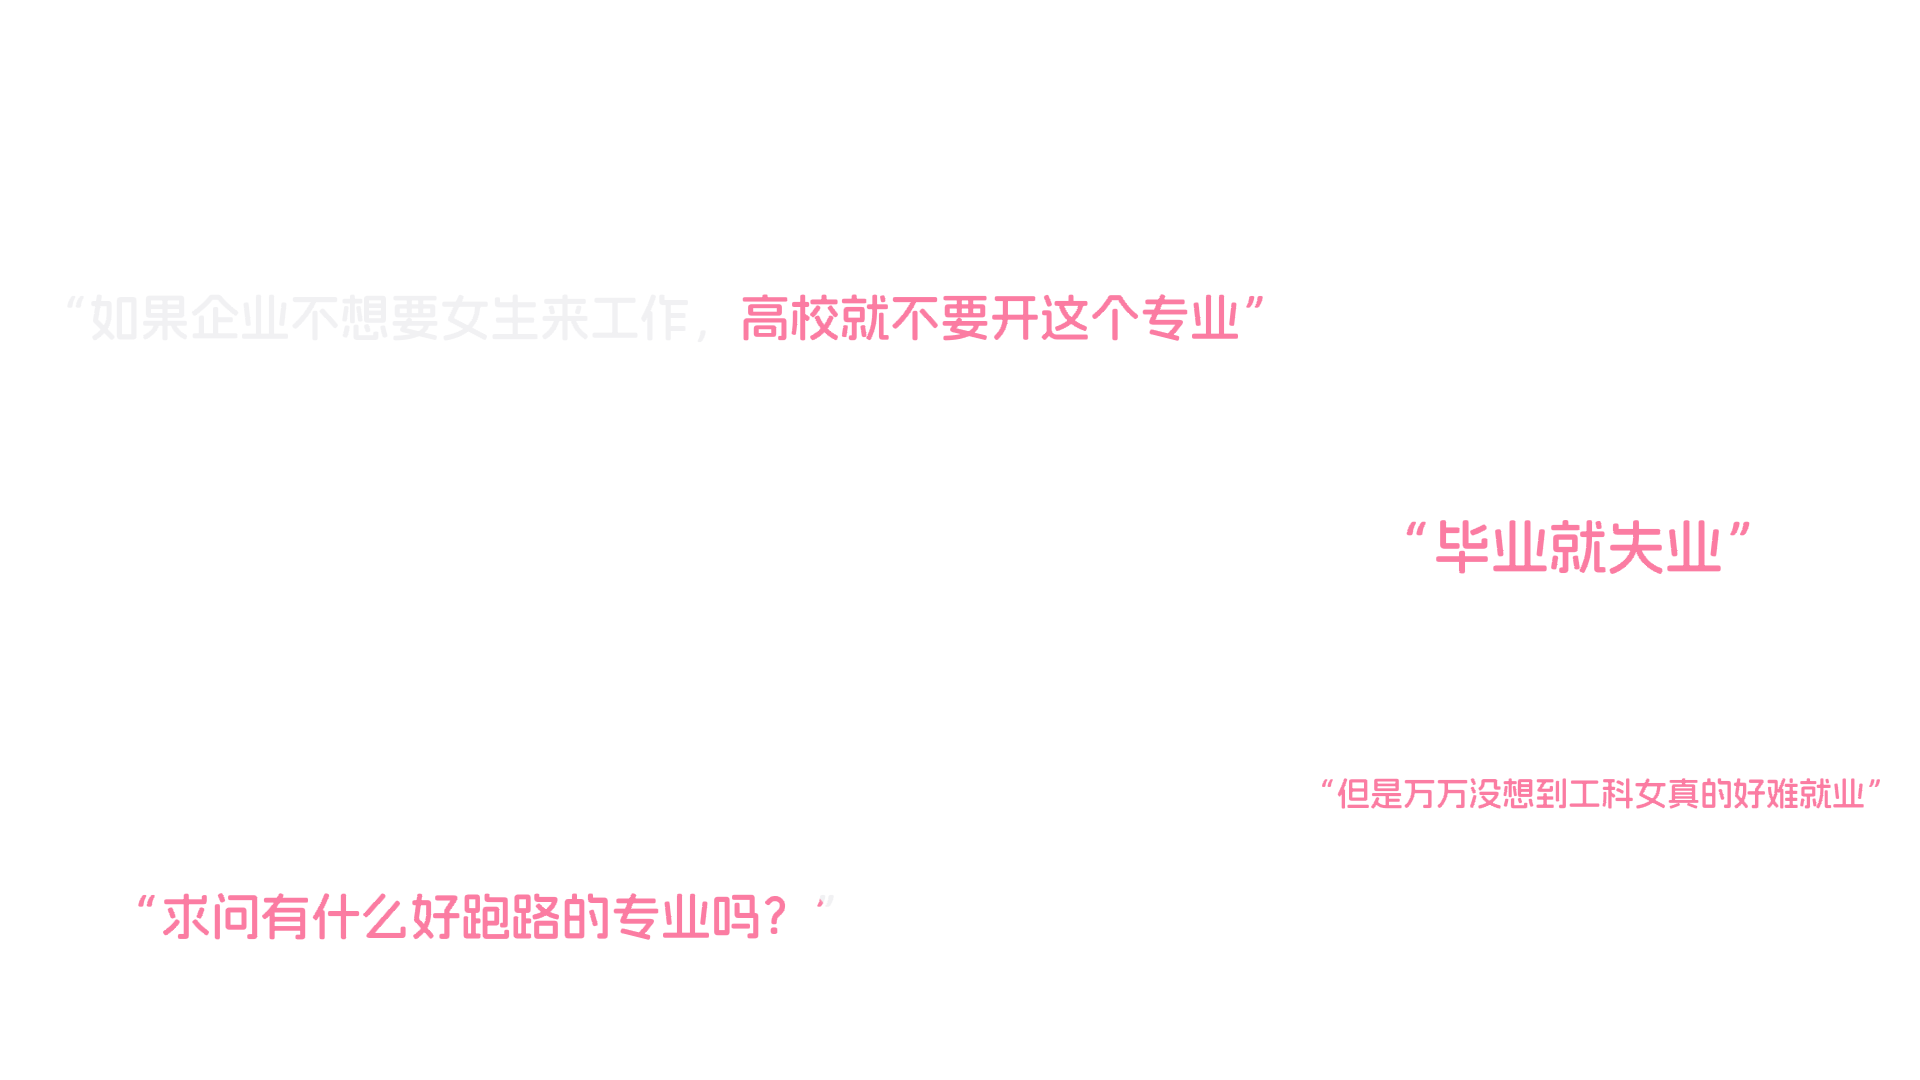 “如果企业不想要女生来工作，高校就不要开这个专业”
“毕业就失业”
“但是万万没想到工科女真的好难就业”
“求问有什么好跑路的专业吗？”